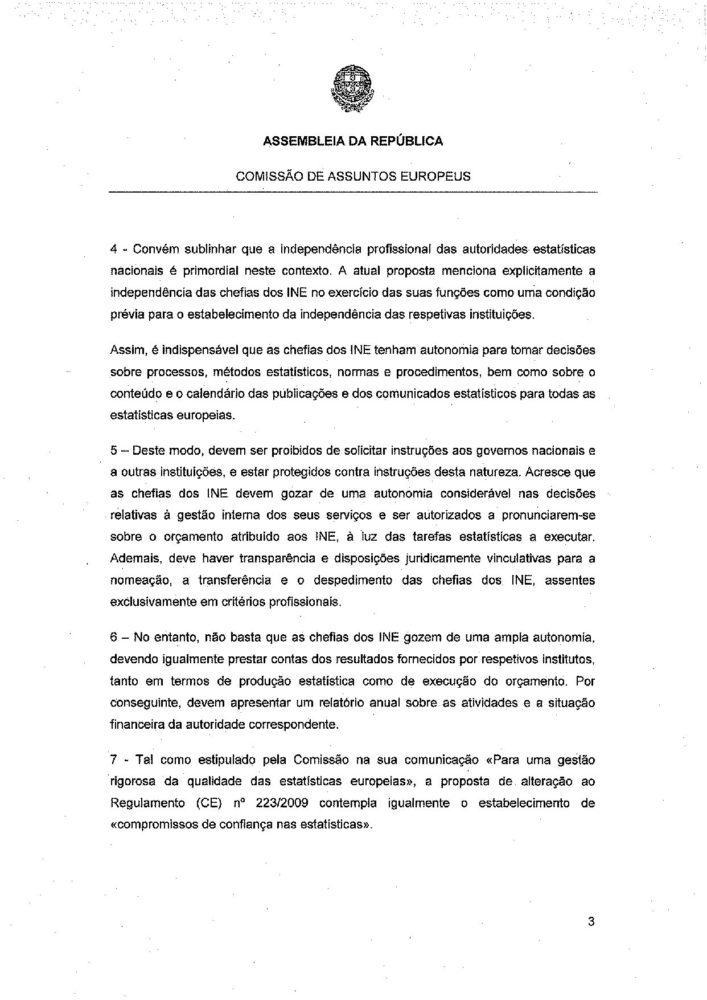 ASSEMBLEIA DA REPÚBLICA
COMISSÃO DE ASSUNTOS EUROPEUS
4 - Convém sublinhar que a independência profissional das autoridades estatísticas
nacionais é primordial neste contexto. A atual proposta menciona explicitamente a
independência das chefias dos INE no exercício das suas funções como uma condição
prévia para o estabelecimento da independência das respetivas instituições.
Assim, é indispensável que as chefias dos INE tenham autonomia para tomar decisões
sobre processos, métodos estatísticos, normas e procedimentos, bem como sobre o
conteúdo e o calendário das publicações e dos comunicados estatísticos para todas as
estatísticas europeias.
5 – Deste modo, devem ser proibidos de solicitar instruções aos governos nacionais e
a outras instituições, e estar protegidos contra instruções desta natureza. Acresce que
as chefias dos INE devem gozar de uma autonomia considerável nas decisões
relativas à gestão interna dos seus serviços e ser autorizados a pronunciarem-se
sobre o orçamento atribuído aos INE, à luz das tarefas estatísticas a executar.
Ademais, deve haver transparência e disposições juridicamente vinculativas para a
nomeação, a transferência e o despedimento das chefias dos INE, assentes
exclusivamente em critérios profissionais.
6 – No entanto, não basta que as chefias dos INE gozem de uma ampla autonomia,
devendo igualmente prestar contas dos resultados fornecidos por respetivos institutos,
tanto em termos de produção estatística como de execução do orçamento. Por
conseguinte, devem apresentar um relatório anual sobre as atividades e a situação
financeira da autoridade correspondente.
7 - Tal como estipulado pela Comissão na sua comunicação «Para uma gestão
rigorosa da qualidade das estatísticas europeias», a proposta de alteração ao
Regulamento (CE) nº 223/2009 contempla igualmente o estabelecimento de
«compromissos de confiança nas estatísticas».
3